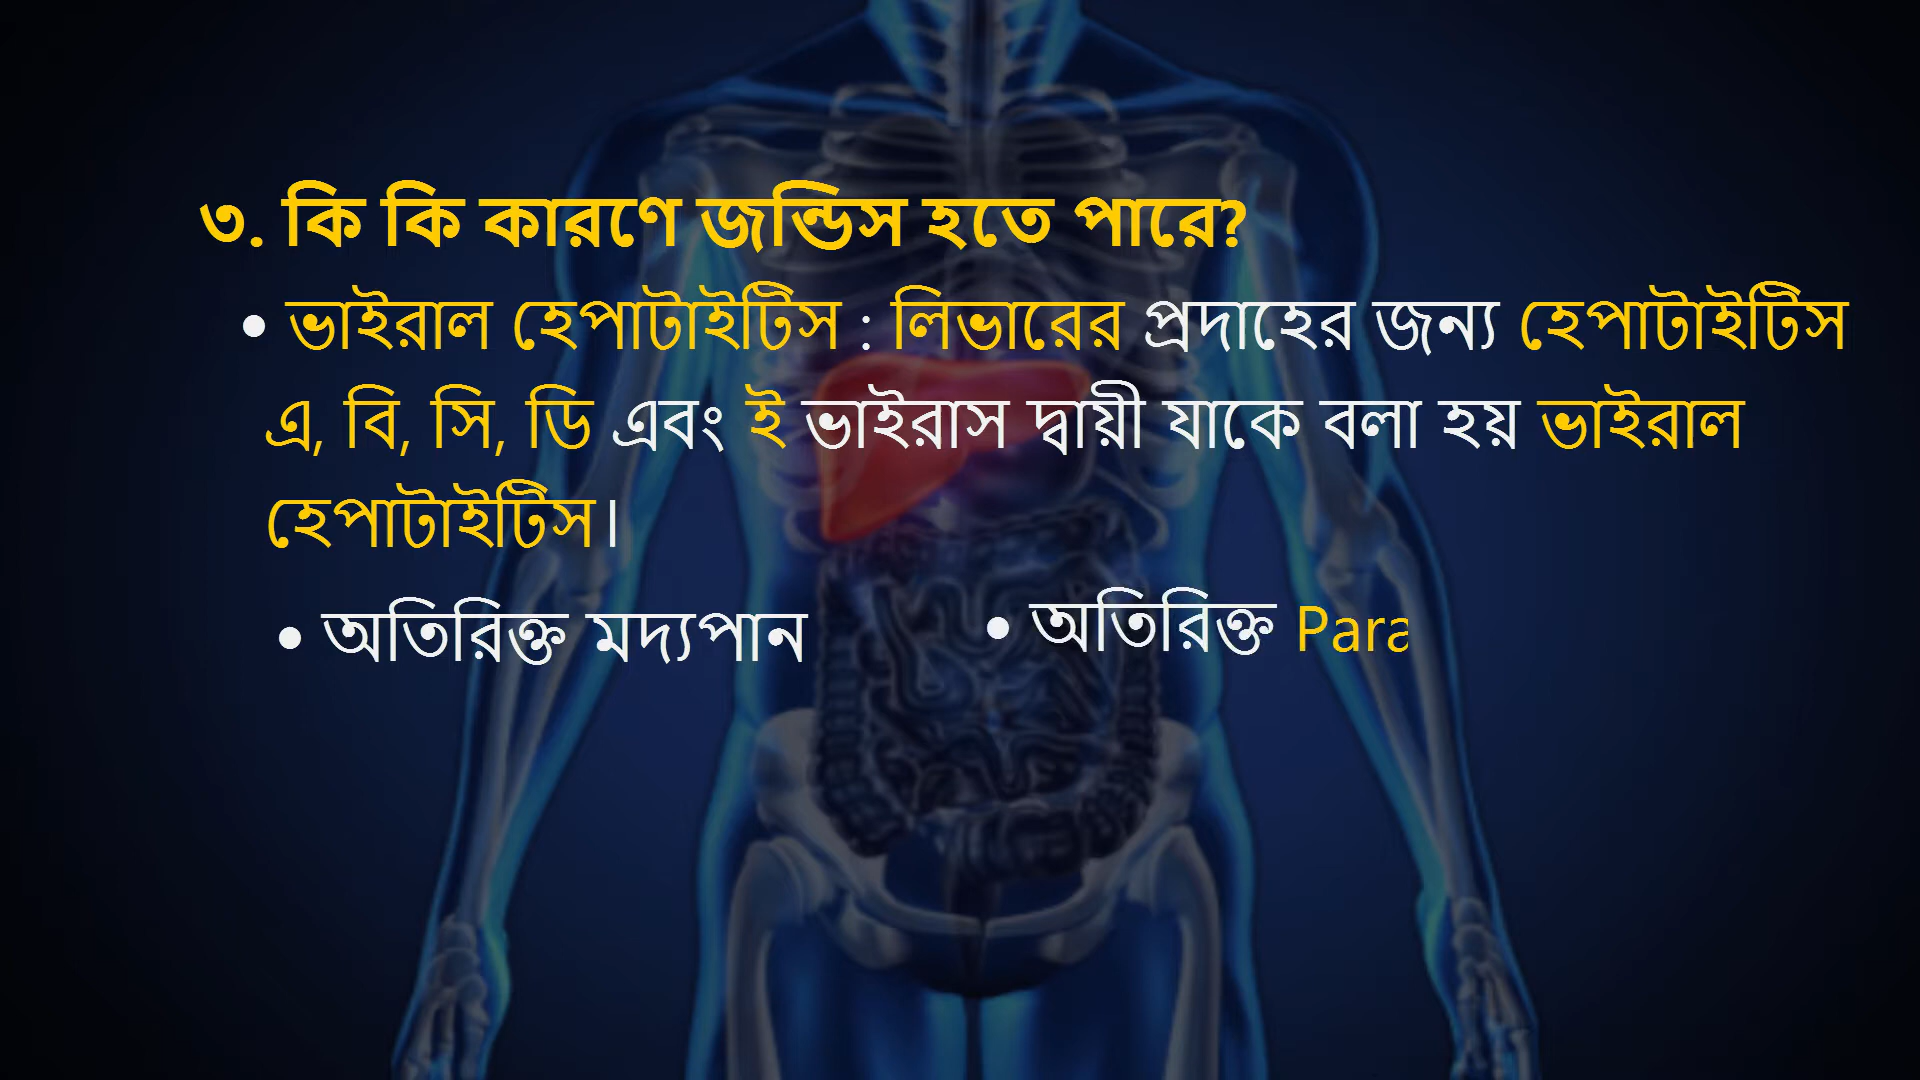 ৩. কি কি কারণে জন্ডিস হতে পারে?
• ভাইরাল হেপাটাইটিস : লিভারের প্রদাহের জন্য হেপাটাইটিস
এ, বি, সি, ডি এবং ই ভাইরাস দ্বায়ী যাকে বলা হয় ভাইরাল
হেপাটাইটিস।
• অতিরিক্ত মদ্যপান • অতিরিক্ত Para